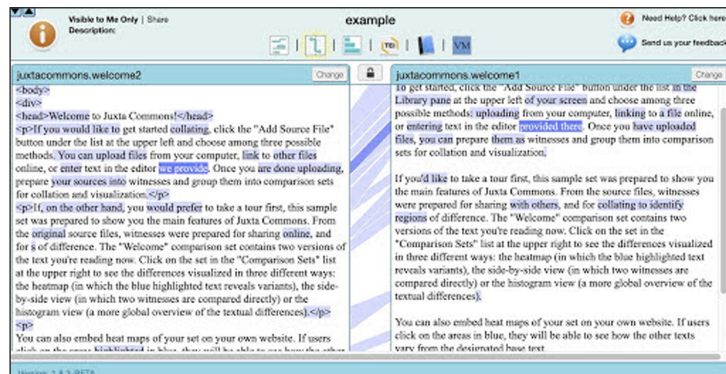 Visible to Me Only | Share
Description:
example
Need Help? Click here
Send us your feedback
TEI
VM
juxtacommons.welcome2
Change
<body>
<div>
<head>Welcome to Juxta Commons!</head>
<p>If you would like to get started collating, click the "Add Source File"
button under the list at the upper left and choose among three possible
methods. You can upload files from your computer, link to other files
online, or enter text in the editor we provide. Once you are done uploading,
prepare your sources into witnesses and group them into comparison sets
for collation and visualization.</p>
<p>If, on the other hand, you would prefer to take a tour first, this sample
set was prepared to show you the main features of Juxta Commons. From
the original source files, witnesses were prepared for sharing online, and
for s of difference. The "Welcome" comparison set contains two versions of
the text you're reading now. Click on the set in the "Comparison Sets" list
at the upper right to see the differences visualized in three different ways:
the heatmap (in which the blue highlighted text reveals variants), the side-
by-side view (in which two witnesses are compared directly) or the
histogram view (a more global overview of the textual differences).</p>
<p>
You can also embed heat maps of your set on your own website. If users
click on the areas highlighted in blue, they will be able to see how the other
juxtacommons.welcome1
Change
To get started, click the "Add Source File" button under the list in the
Library pane at the upper left of your screen and choose among three
possible methods: uploading from your computer, linking to a file online,
or entering text in the editor provided there. Once you have uploaded
files, you can prepare them as witnesses and group them into comparison
sets for collation and visualization.
If you'd like to take a tour first, this sample set was prepared to show you
the main features of Juxta Commons. From the source files, witnesses
were prepared for sharing with others, and for collating to identify
regions of difference. The "Welcome" comparison set contains two
versions of the text you're reading now. Click on the set in the
"Comparison Sets" list at the upper right to see the differences visualized
in three different ways: the heatmap (in which the blue highlighted text
reveals variants), the side-by-side view (in which two witnesses are
compared directly) or the histogram view (a more global overview of the
textual differences).
You can also embed heat maps of your set on your own website. If users
click on the areas in blue, they will be able to see how the other texts
vary from the designated base text.
Version: 1.8.2-BETA